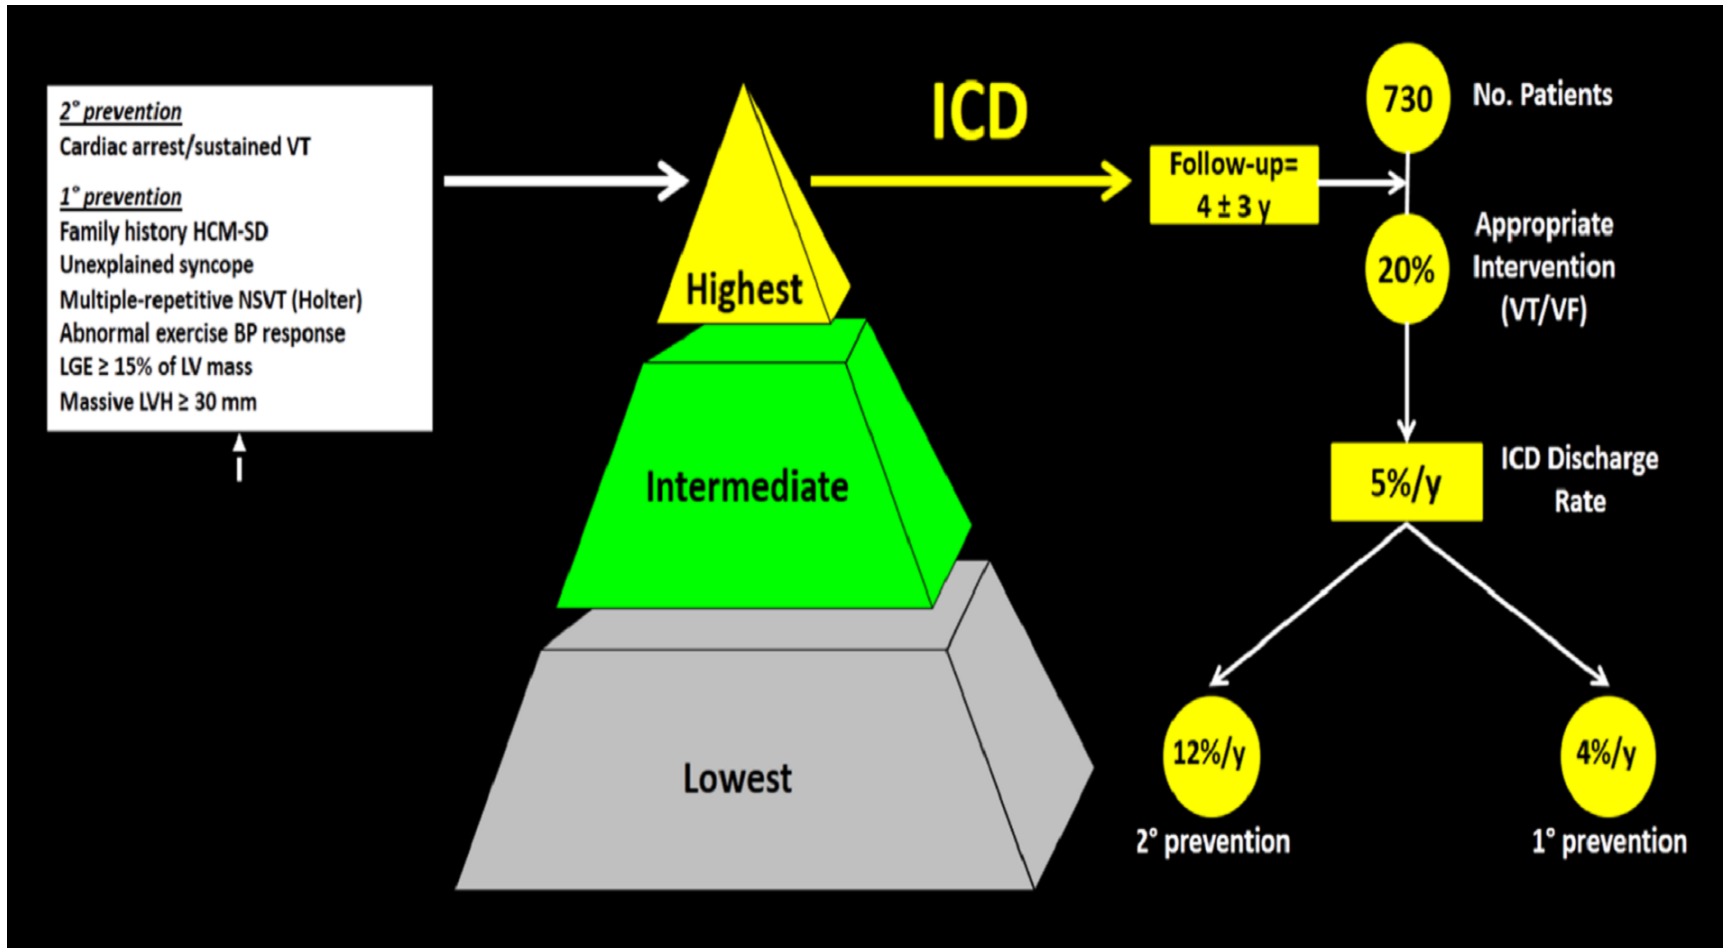 2° prevention
Cardiac arrest/sustained VT
1° prevention
Family history HCM-SD
Unexplained syncope
Multiple-repetitive NSVT (Holter)
Abnormal exercise BP response
LGE ≥ 15% of LV mass
Massive LVH ≥ 30 mm
Highest
Intermediate
Lowest
ICD
Follow-up=
4 ± 3 y
730
No. Patients
20%
Appropriate
Intervention
(VT/VF)
5%/y
ICD Discharge
Rate
12%/y
2° prevention
4%/y
1° prevention